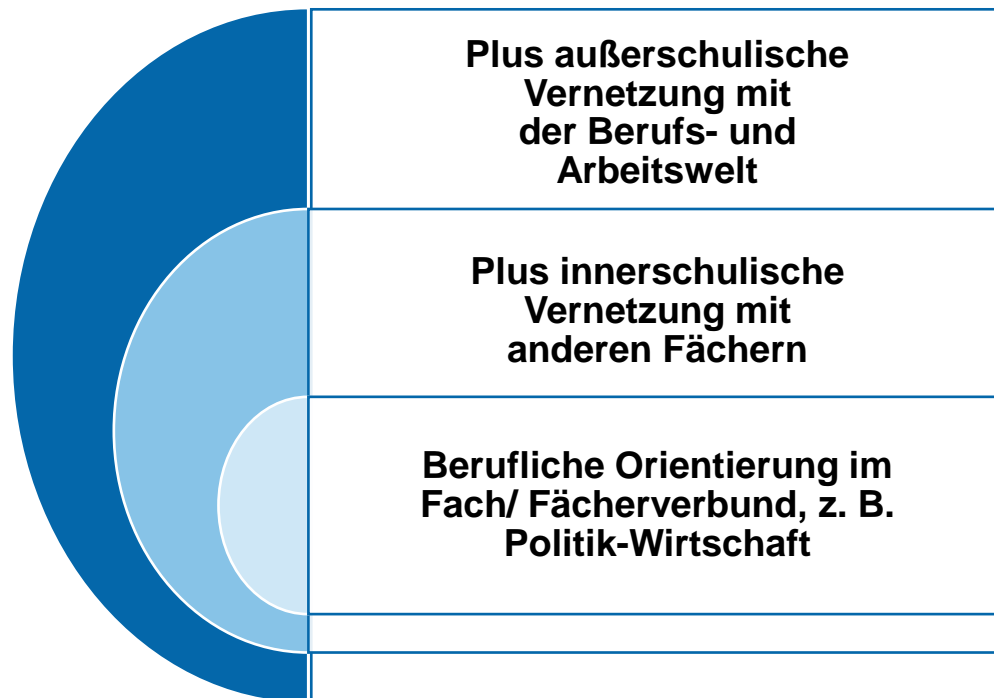 Plus außerschulische
Vernetzung mit
der Berufs- und
Arbeitswelt
Plus innerschulische
Vernetzung mit
anderen Fächern
Berufliche Orientierung im
Fach/ Fächerverbund, z. B.
Politik-Wirtschaft